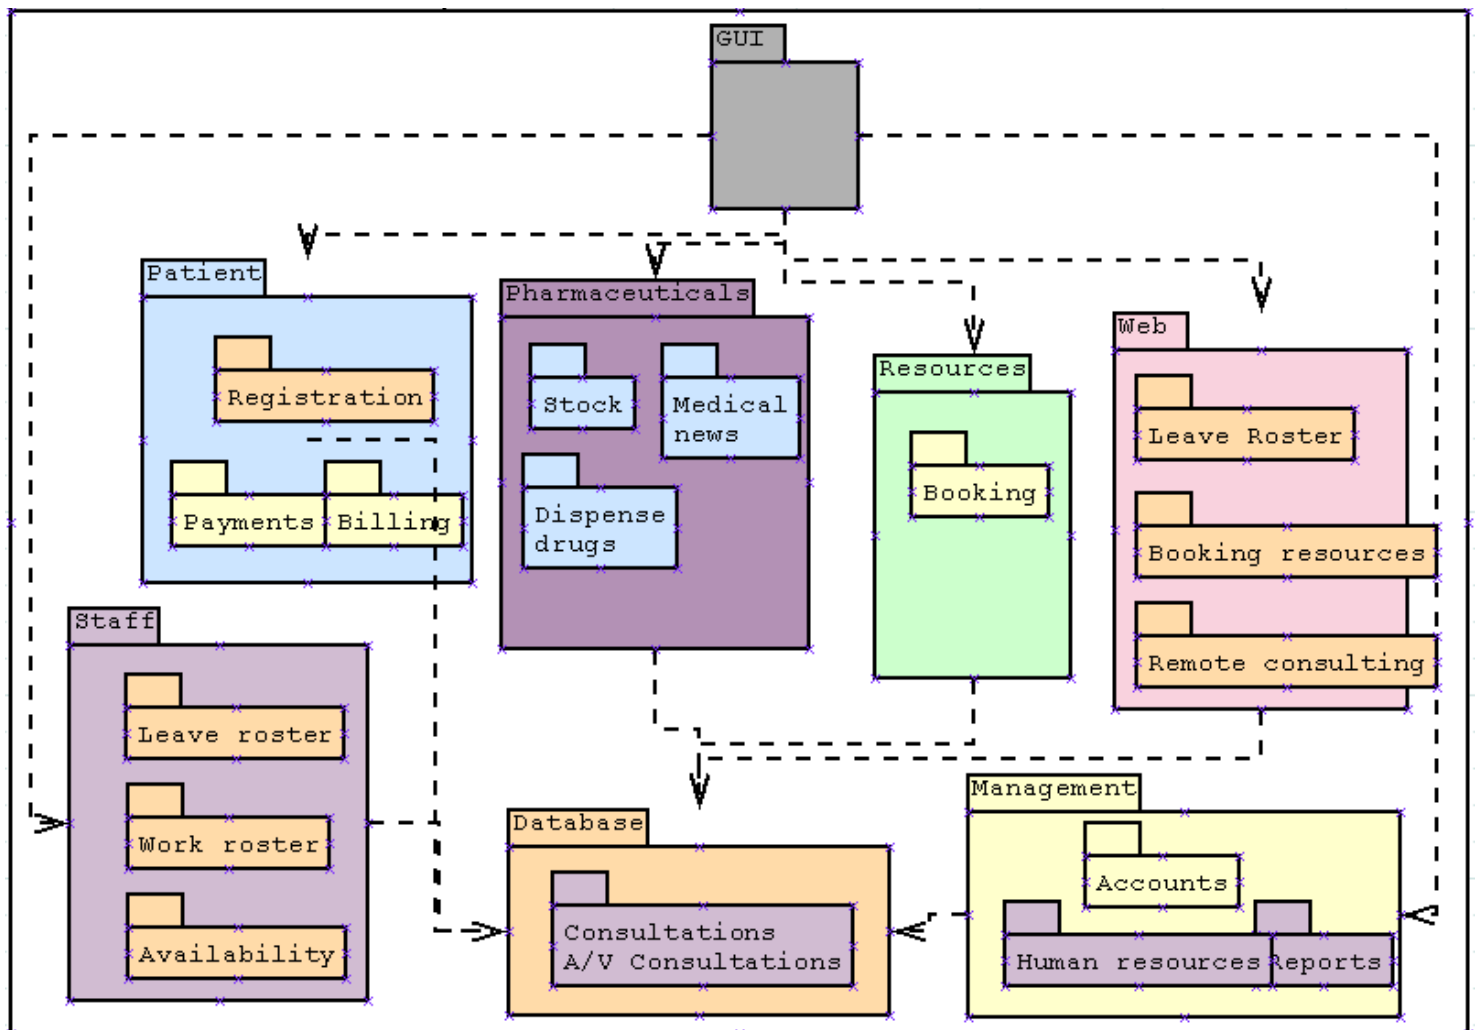 GUI
Patient
Registration
Payments
Billing
Pharmaceuticals
Stock
Medical
news
Dispense
drugs
Resources
Booking
Web
Leave Roster
Booking resources
Remote consulting
Staff
Leave roster
Work roster
Availability
Database
Consultations
A/V Consultations
Management
Accounts
Human resources
Reports